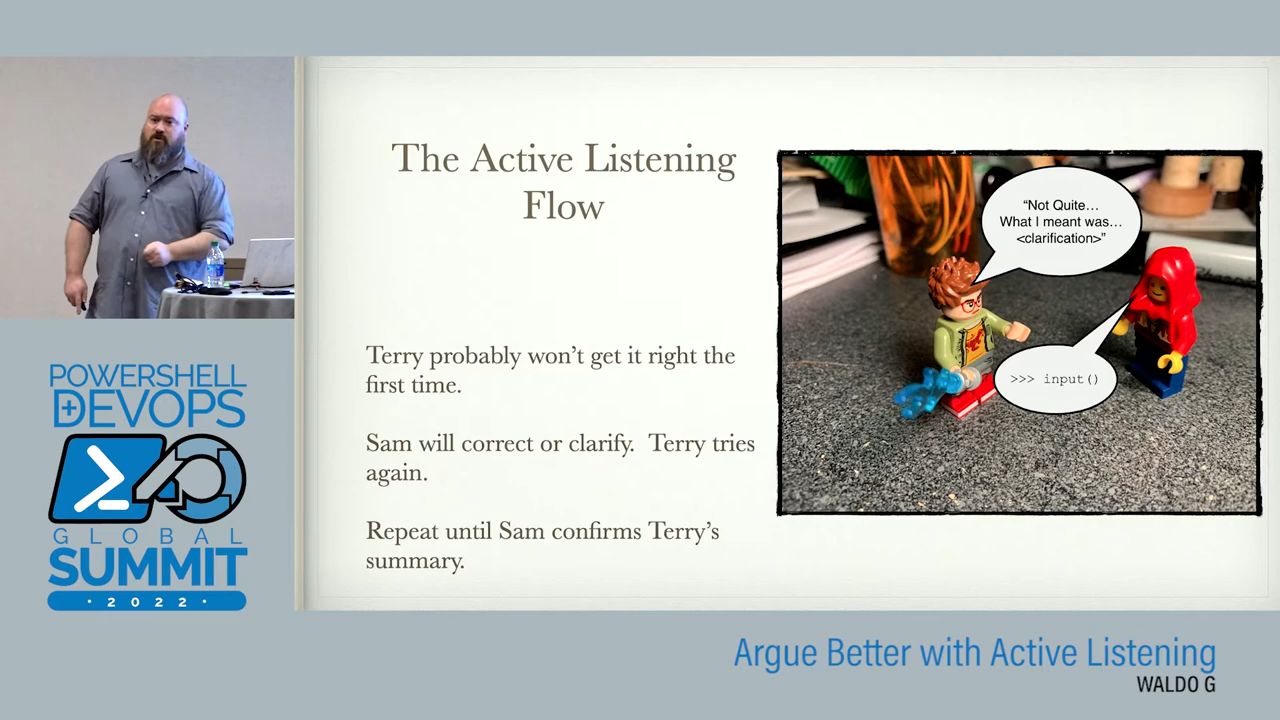 The Active Listening
Flow
Terry probably won’t get it right the
first time.
Sam will correct or clarify.  Terry tries
again.
Repeat until Sam confirms Terry’s
summary.
“Not Quite…
What I meant was…
<clarification>”
>>> input()
POWERSHELL
DEVOPS
GLOBAL
SUMMIT
· 2022 ·
Argue Better with Active Listening
WALDO G